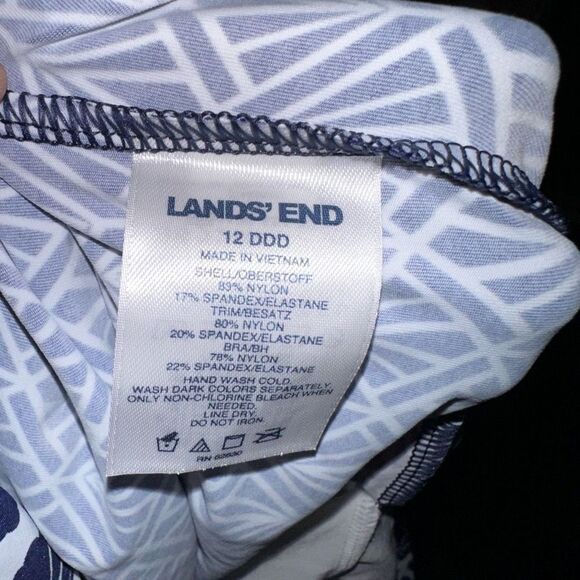 LANDS' END
12 DDD
MADE IN VIETNAM
SHELL/OBERSTOFF
83% NYLON
17% SPANDEX/ELASTANE
TRIM/BESATZ
80% NYLON
20% SPANDEX/ELASTANE
BRA/BH
78% NYLON
22% SPANDEX/ELASTANE
HAND WASH COLD.
WASH DARK COLORS SEPARATELY.
ONLY NON-CHLORINE BLEACH WHEN
NEEDED.
LINE DRY.
DO NOT IRON.
RN 62830